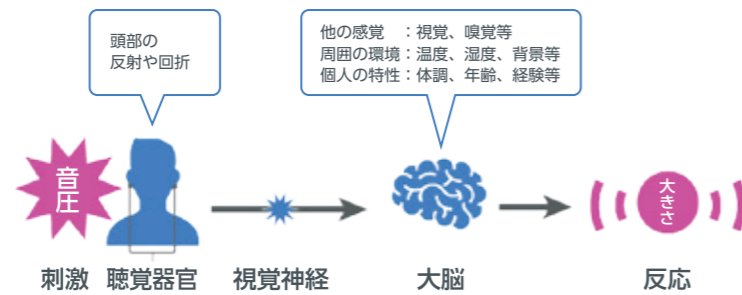 頭部の
反射や回折
他の感覚　：視覚、嗅覚等
周囲の環境：温度、湿度、背景等
個人の特性：体調、年齢、経験等
音圧
大きさ
刺激
聴覚器官
視覚神経
大脳
反応